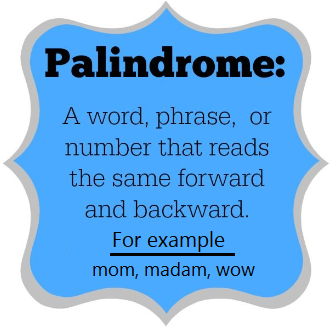 Palindrome:
A word, phrase, or
number that reads
the same forward
and backward.
For example
mom, madam, wow